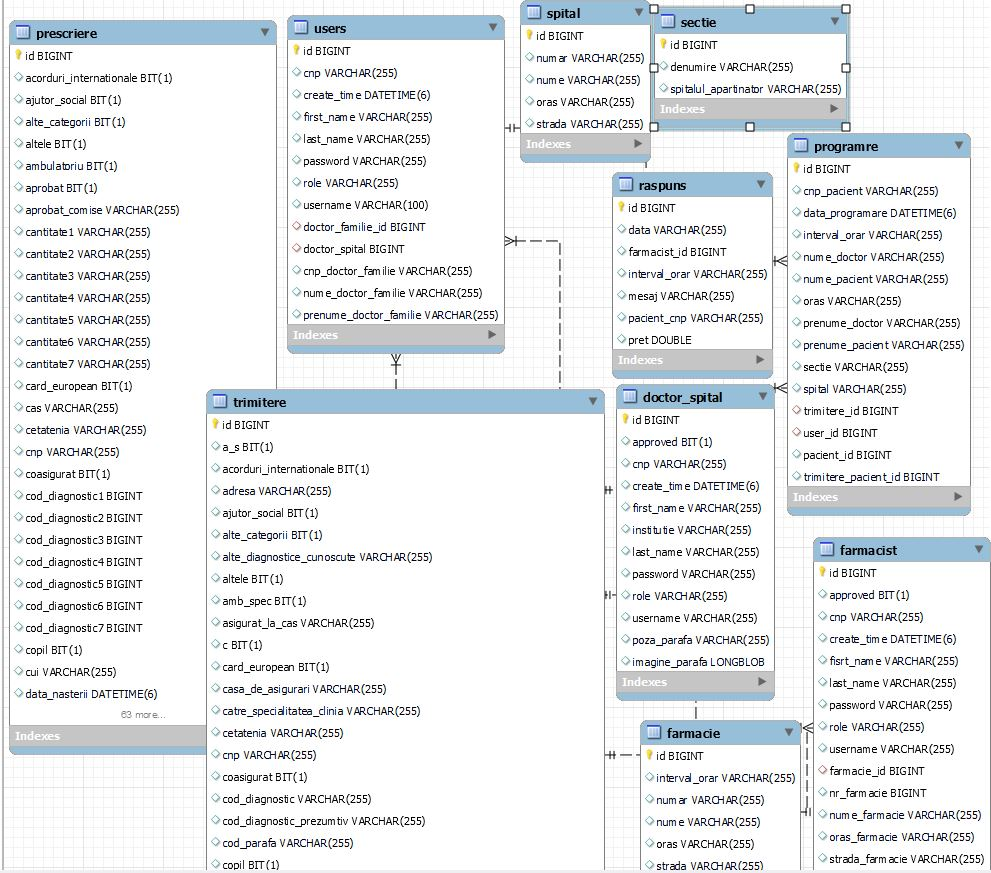 prescriere
id BIGINT
acorduri_internationale BIT(1)
ajutor_social BIT(1)
alte_categorii BIT(1)
altele BIT(1)
ambulatoriu BIT(1)
aprobat BIT(1)
aprobat_comise VARCHAR(255)
cantitate1 VARCHAR(255)
cantitate2 VARCHAR(255)
cantitate3 VARCHAR(255)
cantitate4 VARCHAR(255)
cantitate5 VARCHAR(255)
cantitate6 VARCHAR(255)
cantitate7 VARCHAR(255)
card_european BIT(1)
cas VARCHAR(255)
cetatenia VARCHAR(255)
cnp VARCHAR(255)
coasigurat BIT(1)
cod_diagnostic1 BIGINT
cod_diagnostic2 BIGINT
cod_diagnostic3 BIGINT
cod_diagnostic4 BIGINT
cod_diagnostic5 BIGINT
cod_diagnostic6 BIGINT
cod_diagnostic7 BIGINT
copil BIT(1)
cui VARCHAR(255)
data_nasterii DATETIME(6)
63 more...
Indexes
users
id BIGINT
cnp VARCHAR(255)
create_time DATETIME(6)
first_name VARCHAR(255)
last_name VARCHAR(255)
password VARCHAR(255)
role VARCHAR(255)
username VARCHAR(100)
doctor_familie_id BIGINT
doctor_spital BIGINT
cnp_doctor_familie VARCHAR(255)
nume_doctor_familie VARCHAR(255)
prenume_doctor_familie VARCHAR(255)
Indexes
spital
id BIGINT
numar VARCHAR(255)
nume VARCHAR(255)
oras VARCHAR(255)
strada VARCHAR(255)
Indexes
sectie
id BIGINT
denumire VARCHAR(255)
spitalul_apartinator VARCHAR(255)
Indexes
raspuns
id BIGINT
data VARCHAR(255)
farmacist_id BIGINT
interval_orar VARCHAR(255)
mesaj VARCHAR(255)
pacient_cnp VARCHAR(255)
pret DOUBLE
Indexes
programre
id BIGINT
cnp_pacient VARCHAR(255)
data_programare DATETIME(6)
interval_orar VARCHAR(255)
nume_doctor VARCHAR(255)
nume_pacient VARCHAR(255)
oras VARCHAR(255)
prenume_doctor VARCHAR(255)
prenume_pacient VARCHAR(255)
sectie VARCHAR(255)
spital VARCHAR(255)
trimitere_id BIGINT
user_id BIGINT
pacient_id BIGINT
trimitere_pacient_id BIGINT
Indexes
trimitere
id BIGINT
a_s BIT(1)
acorduri_internationale BIT(1)
adresa VARCHAR(255)
ajutor_social BIT(1)
alte_categorii BIT(1)
alte_diagnostice_cunoscute VARCHAR(255)
altele BIT(1)
amb_spec BIT(1)
asigurat_la_cas VARCHAR(255)
c BIT(1)
card_european BIT(1)
casa_de_asigurari VARCHAR(255)
catre_specialitatea_clinia VARCHAR(255)
cetatenia VARCHAR(255)
cnp VARCHAR(255)
coasigurat BIT(1)
cod_diagnostic VARCHAR(255)
cod_diagnostic_prezumtiv VARCHAR(255)
cod_parafa VARCHAR(255)
copil BIT(1)
doctor_spital
id BIGINT
approved BIT(1)
cnp VARCHAR(255)
create_time DATETIME(6)
first_name VARCHAR(255)
institutie VARCHAR(255)
last_name VARCHAR(255)
password VARCHAR(255)
role VARCHAR(255)
username VARCHAR(255)
poza_parafa VARCHAR(255)
imagine_parafa LONGBLOB
Indexes
farmacie
id BIGINT
interval_orar VARCHAR(255)
numar VARCHAR(255)
nume VARCHAR(255)
oras VARCHAR(255)
strada VARCHAR(255)
farmacist
id BIGINT
approved BIT(1)
cnp VARCHAR(255)
create_time DATETIME(6)
fisrt_name VARCHAR(255)
last_name VARCHAR(255)
password VARCHAR(255)
role VARCHAR(255)
username VARCHAR(255)
farmacie_id BIGINT
nr_farmacie BIGINT
nume_farmacie VARCHAR(255)
oras_farmacie VARCHAR(255)
strada_farmacie VARCHAR(255)